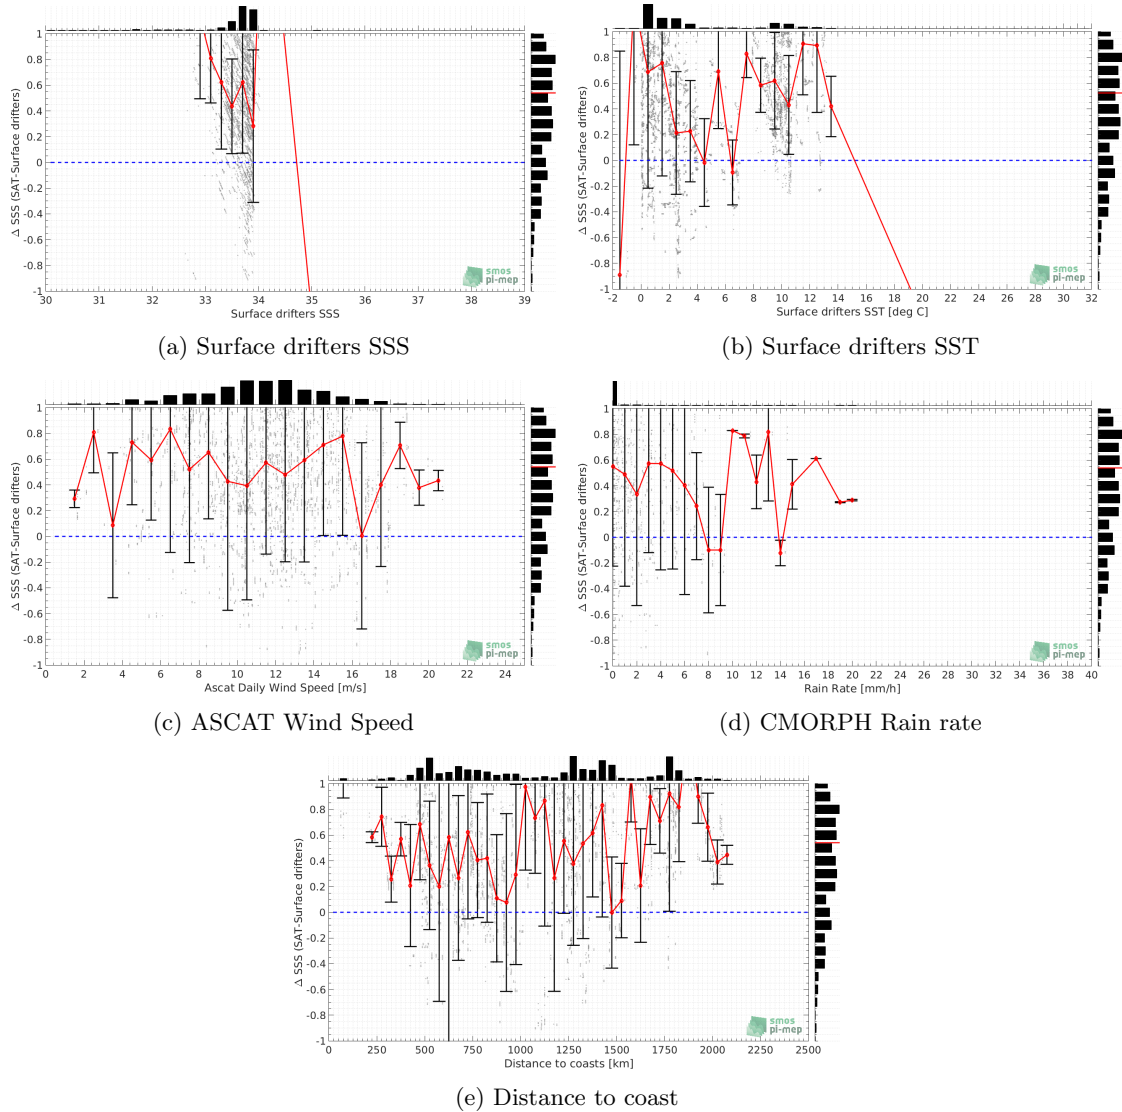 1
0.8
0.6
0.4
0.2
0
-0.2
-0.4
-0.6
-0.8
-1
Δ SSS (SAT-Surface drifters)
30 31 32 33 34 35 36 37 38 39
Surface drifters SSS
smos
pi-mep
(a) Surface drifters SSS
1
0.8
0.6
0.4
0.2
0
-0.2
-0.4
-0.6
-0.8
-1
Δ SSS (SAT-Surface drifters)
-2 0 2 4 6 8 10 12 14 16 18 20 22 24 26 28 30 32
Surface drifters SST [deg C]
smos
pi-mep
(b) Surface drifters SST
1
0.8
0.6
0.4
0.2
0
-0.2
-0.4
-0.6
-0.8
-1
Δ SSS (SAT-Surface drifters)
0 2 4 6 8 10 12 14 16 18 20 22 24
Ascat Daily Wind Speed [m/s]
smos
pi-mep
(c) ASCAT Wind Speed
1
0.8
0.6
0.4
0.2
0
-0.2
-0.4
-0.6
-0.8
-1
Δ SSS (SAT-Surface drifters)
0 2 4 6 8 10 12 14 16 18 20 22 24 26 28 30 32 34 36 38 40
Rain Rate [mm/h]
smos
pi-mep
(d) CMORPH Rain rate
1
0.8
0.6
0.4
0.2
0
-0.2
-0.4
-0.6
-0.8
-1
Δ SSS (SAT-Surface drifters)
250 500 750 1000 1250 1500 1750 2000 2250 2500
Distance to coasts [km]
smos
pi-mep
(e) Distance to coast